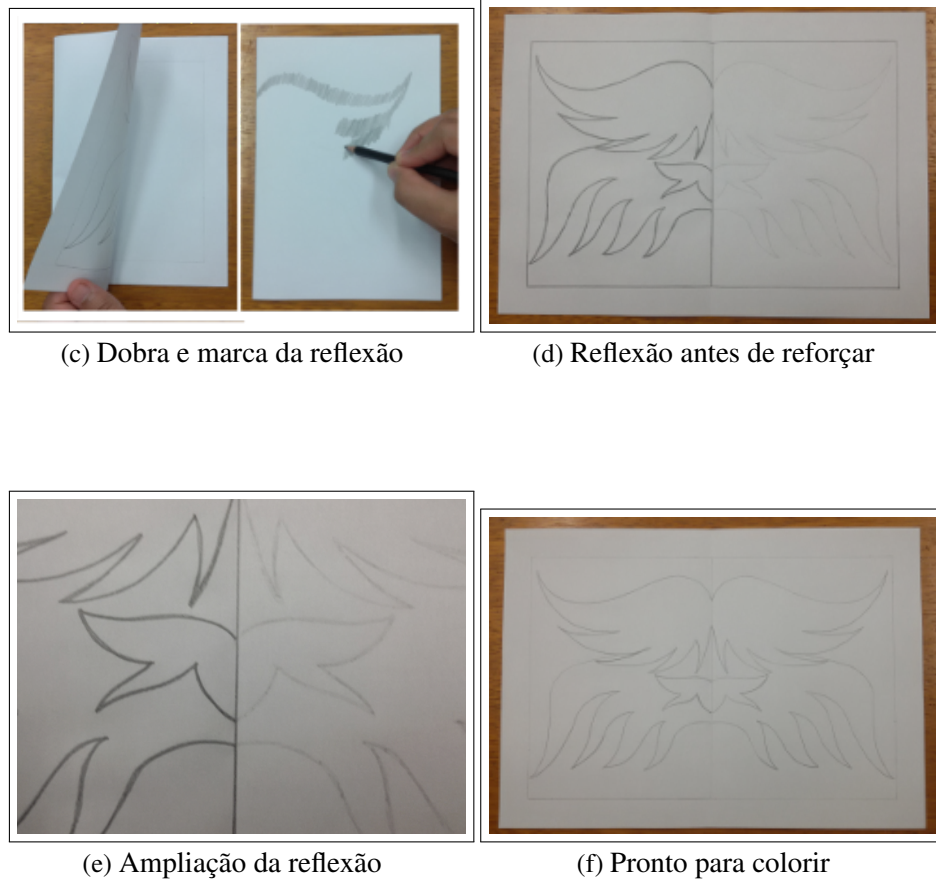 (c) Dobra e marca da reflexão
(d) Reflexão antes de reforçar
(e) Ampliação da reflexão
(f) Pronto para colorir